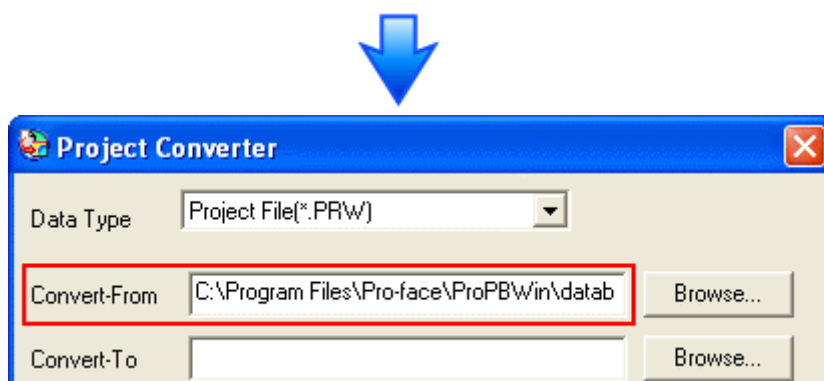 Project Converter
Data Type Project File(*.PRW)
Convert-From C:\Program Files\Pro-face\ProPBWin\datab Browse...
Convert-To Browse...